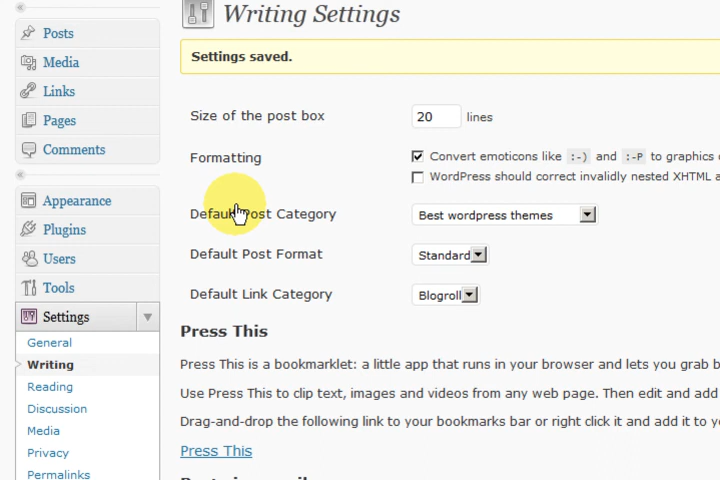 Writing Settings
Posts
Settings saved.
Media
Links
Size of the post box 20 lines
Pages
Comments
Formatting Convert emoticons like :-) and :-P to graphics
WordPress should correct invalidly nested XHTML
Appearance
Default Post Category Best wordpress themes
Plugins
Users
Default Post Format Standard
Tools
Default Link Category Blogroll
Settings
Press This
General
Writing
Press This is a bookmarklet: a little app that runs in your browser and lets you grab
Reading
Use Press This to clip text, images and videos from any web page. Then edit and add
Discussion
Drag-and-drop the following link to your bookmarks bar or right click it and add it to
Media
Privacy
Press This
Permalinks